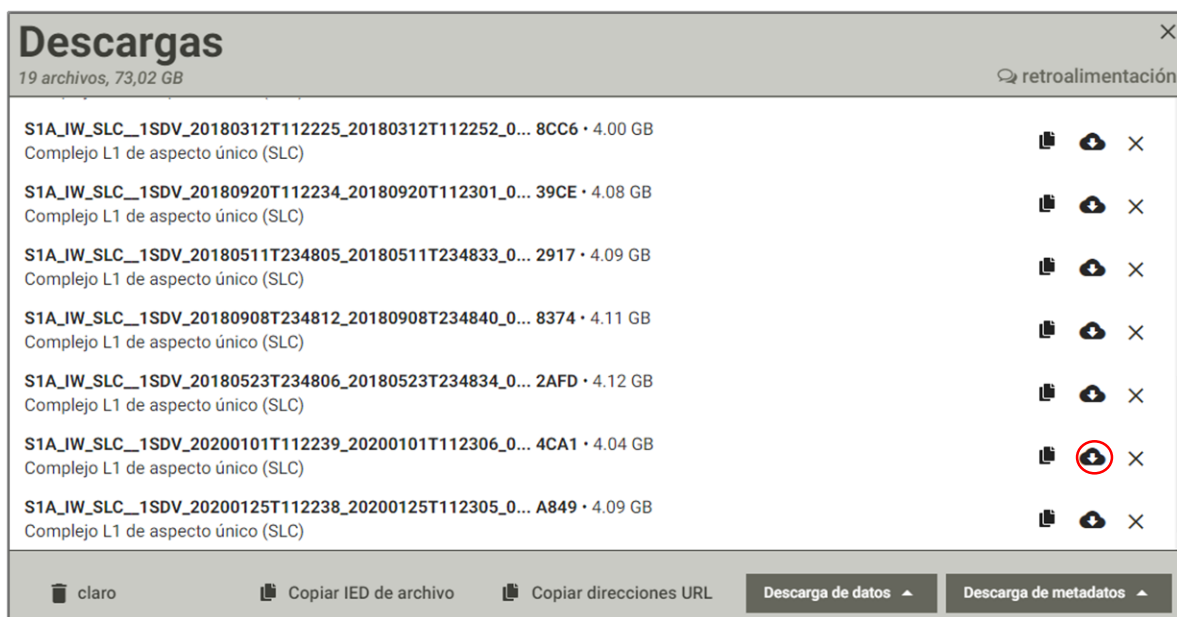 Descargas
19 archivos, 73,02 GB
retroalimentación
S1A_IW_SLC__1SDV_20180312T112225_20180312T112252_0... 8CC6 · 4.00 GB
Complejo L1 de aspecto único (SLC)
S1A_IW_SLC__1SDV_20180920T112234_20180920T112301_0... 39CE · 4.08 GB
Complejo L1 de aspecto único (SLC)
S1A_IW_SLC__1SDV_20180511T234805_20180511T234833_0... 2917 · 4.09 GB
Complejo L1 de aspecto único (SLC)
S1A_IW_SLC__1SDV_20180908T234812_20180908T234840_0... 8374 · 4.11 GB
Complejo L1 de aspecto único (SLC)
S1A_IW_SLC__1SDV_20180523T234806_20180523T234834_0... 2AFD · 4.12 GB
Complejo L1 de aspecto único (SLC)
S1A_IW_SLC__1SDV_20200101T112239_20200101T112306_0... 4CA1 · 4.04 GB
Complejo L1 de aspecto único (SLC)
S1A_IW_SLC__1SDV_20200125T112238_20200125T112305_0... A849 · 4.09 GB
Complejo L1 de aspecto único (SLC)
claro Copiar IED de archivo Copiar direcciones URL Descarga de datos Descarga de metadatos